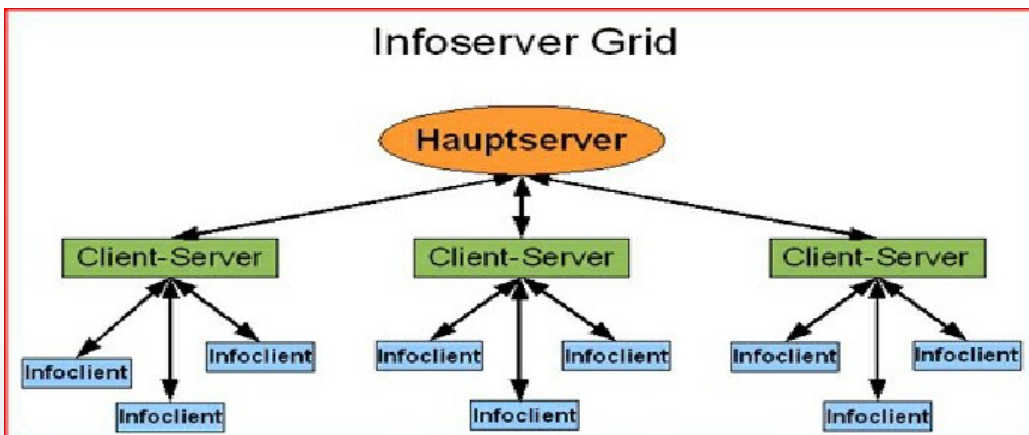 Infoserver Grid
Hauptserver
Client-Server
Client-Server
Client-Server
Infoclient
Infoclient
Infoclient
Infoclient
Infoclient
Infoclient
Infoclient
Infoclient
Infoclient